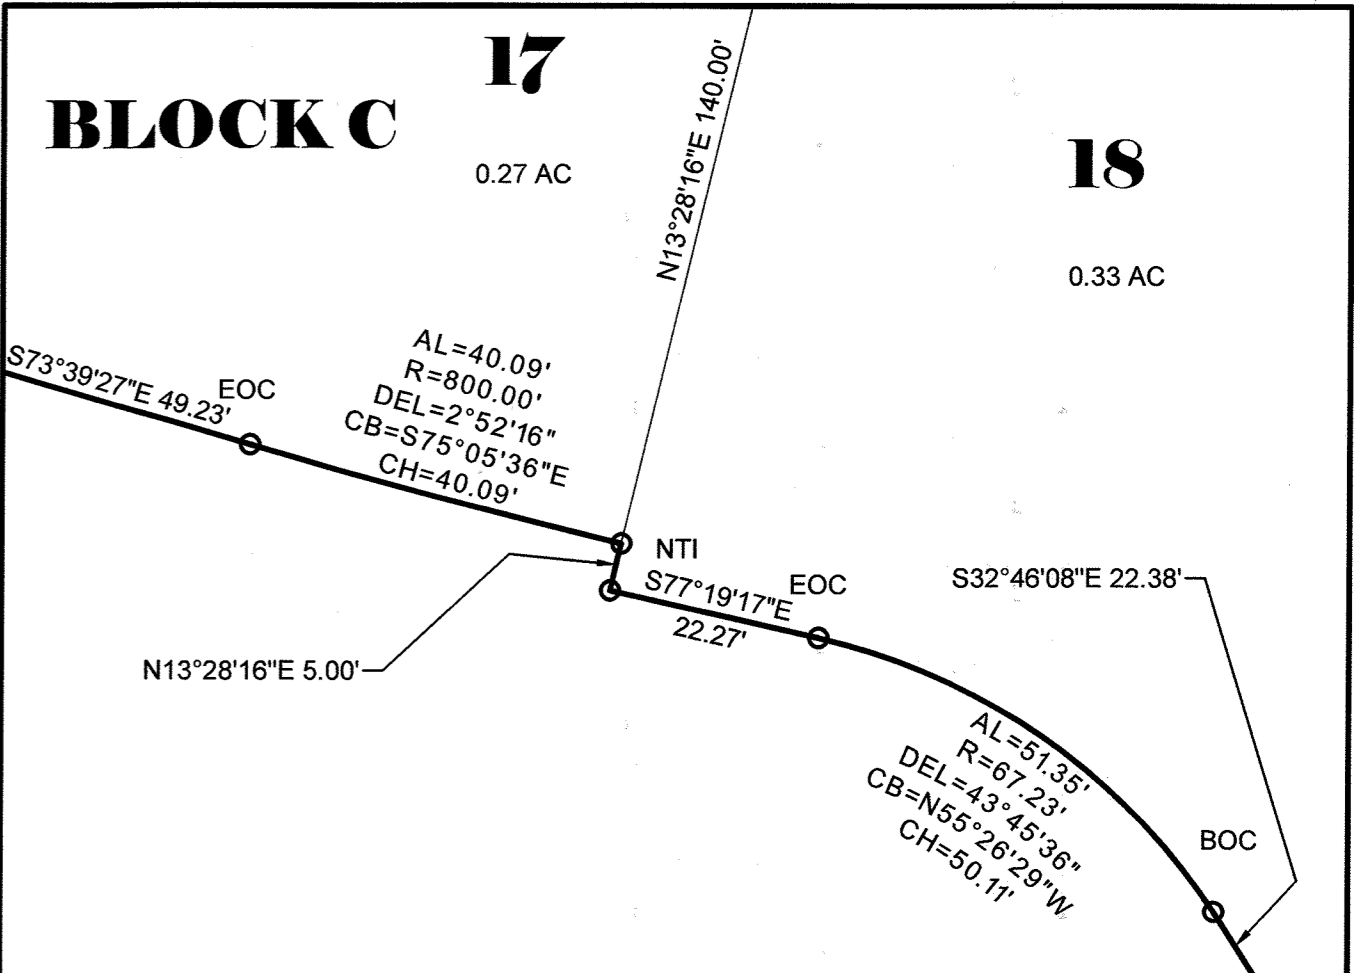 17
BLOCK C
0.27 AC
N13°28'16"E 140.00'
18
0.33 AC
S73°39'27"E 49.23'
EOC
AL=40.09'
R=800.00'
DEL=2°52'16"
CB=S75°05'36"E
CH=40.09'
NTI
S77°19'17"E
22.27'
EOC
S32°46'08"E 22.38'
N13°28'16"E 5.00'
AL=51.35'
R=67.23'
DEL=43°45'36"
CB=N55°26'29"W
CH=50.11'
BOC